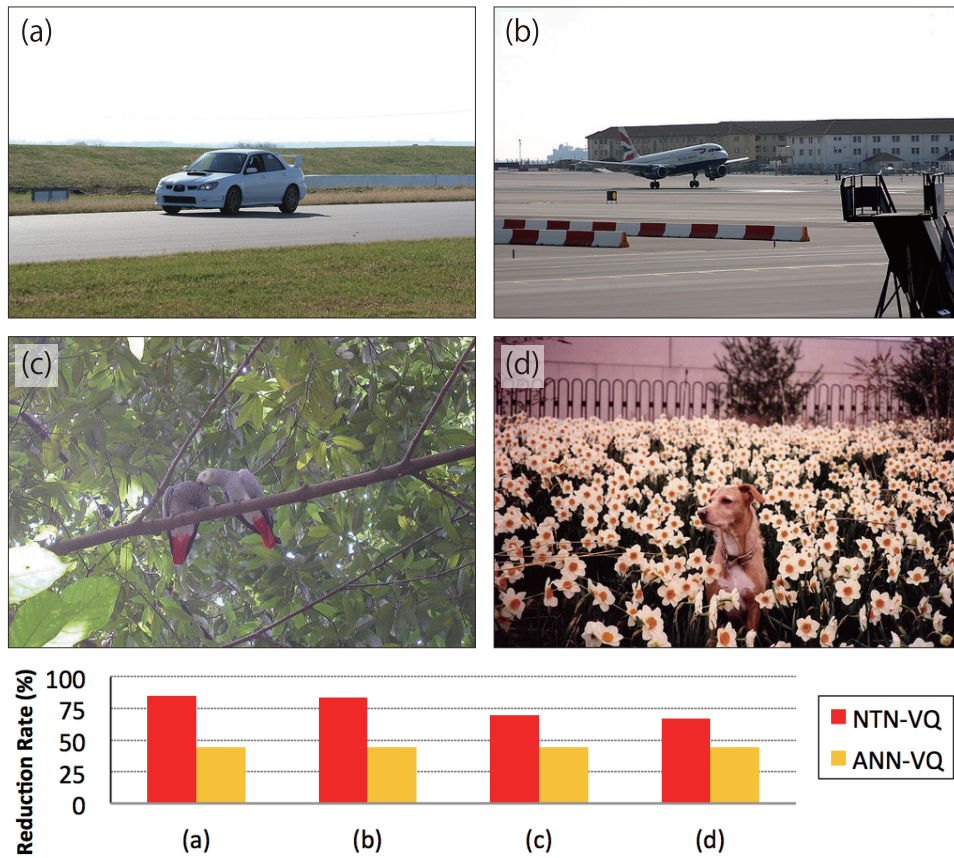 (a)
(b)
(c)
(d)
Reduction Rate (%)
100
75
50
25
0
(a)
(b)
(c)
(d)
NTN-VQ
ANN-VQ